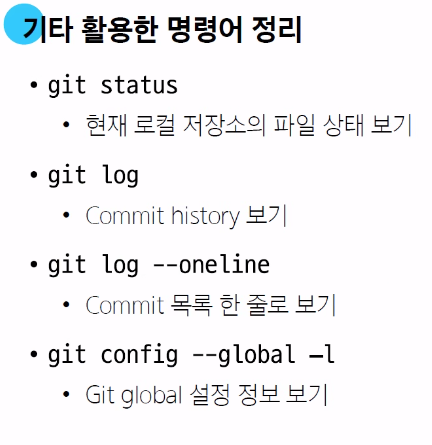 기타 활용한 명령어 정리
• git status
• 현재 로컬 저장소의 파일 상태 보기
• git log
• Commit history 보기
• git log --oneline
• Commit 목록 한 줄로 보기
• git config --global –l
• Git global 설정 정보 보기